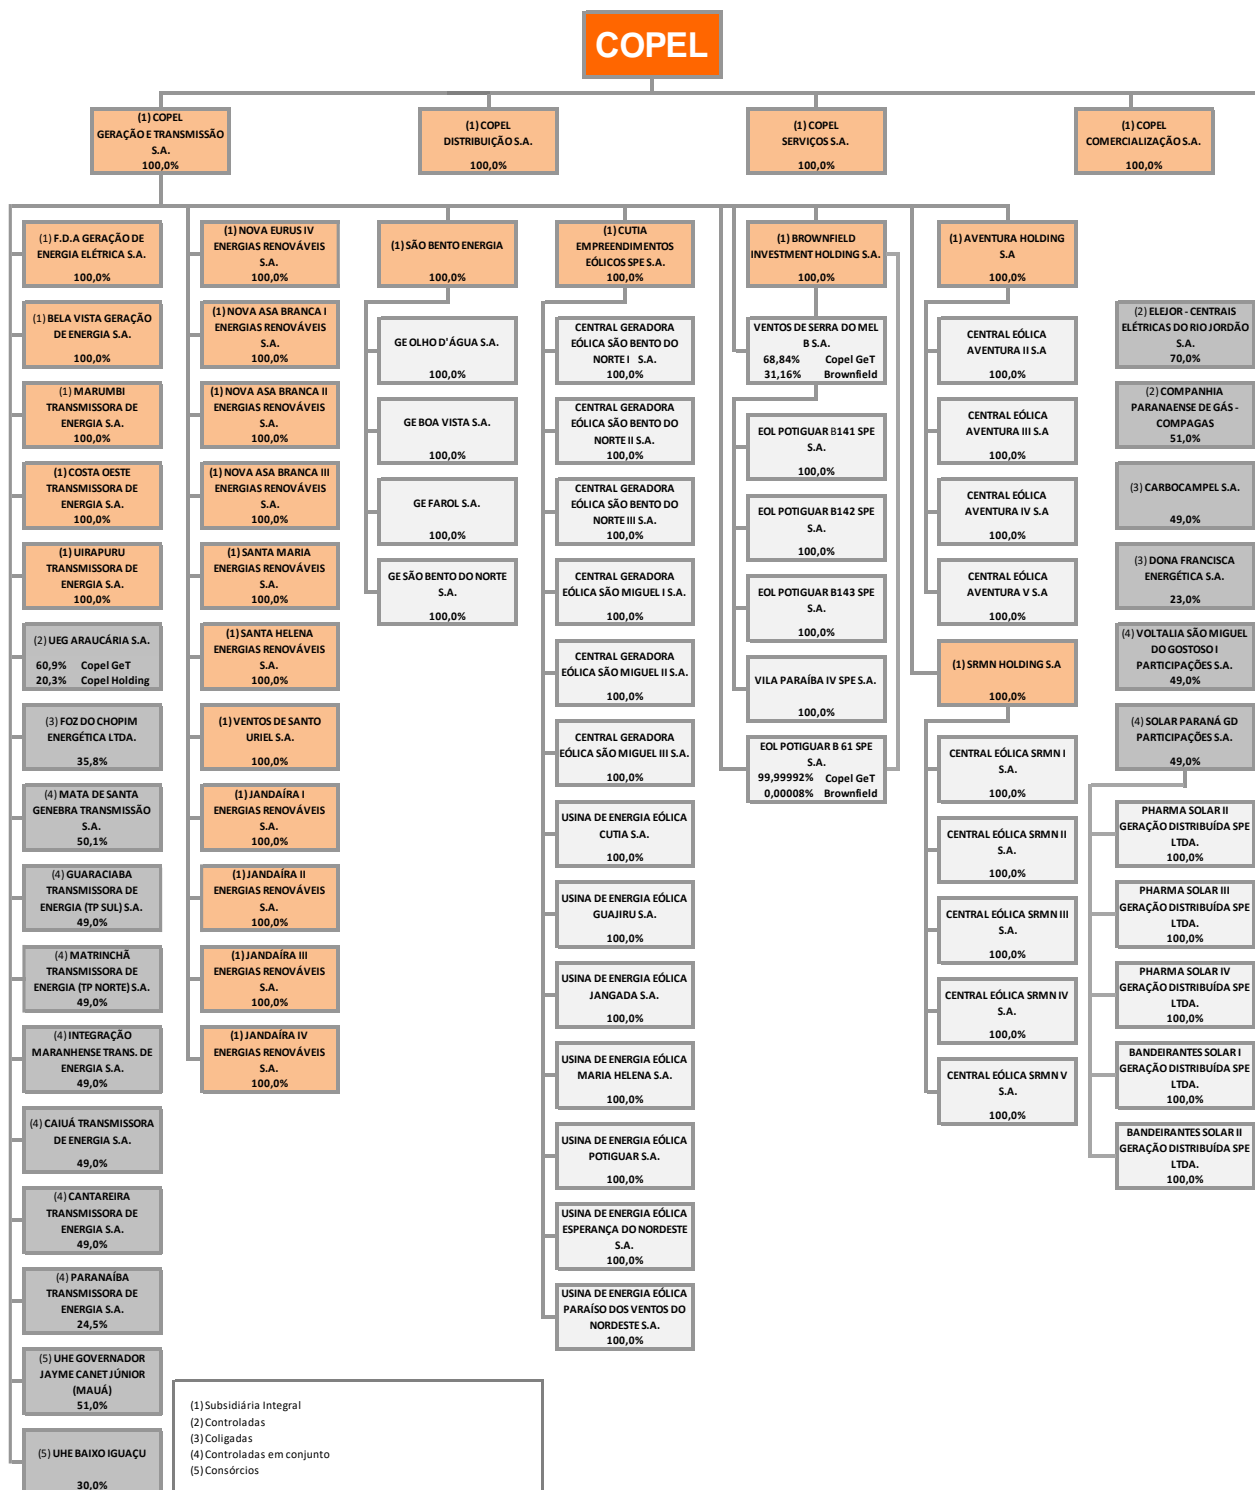 COPEL
(1) COPEL
GERAÇÃO E TRANSMISSÃO
S.A.
100,0%
(1) COPEL
DISTRIBUIÇÃO S.A.
100,0%
(1) COPEL
SERVIÇOS S.A.
100,0%
(1) COPEL
COMERCIALIZAÇÃO S.A.
100,0%
(1) F.D.A GERAÇÃO DE
ENERGIA ELÉTRICA S.A.
100,0%
(1) BELA VISTA GERAÇÃO
DE ENERGIA S.A.
100,0%
(1) MARUMBI
TRANSMISSORA DE
ENERGIA S.A.
100,0%
(1) COSTA OESTE
TRANSMISSORA DE
ENERGIA S.A.
100,0%
(1) UIRAPURU
TRANSMISSORA DE
ENERGIA S.A.
100,0%
(2) UEG ARAUCÁRIA S.A.
60,9% Copel GeT
20,3% Copel Holding
(3) FOZ DO CHOPIM
ENERGÉTICA LTDA.
35,8%
(4) MATA DE SANTA
GENEBRA TRANSMISSÃO
S.A.
50,1%
(4) GUARACIABA
TRANSMISSORA DE
ENERGIA (TP SUL) S.A.
49,0%
(4) MATRINCHÃ
TRANSMISSORA DE
ENERGIA (TP NORTE) S.A.
49,0%
(4) INTEGRAÇÃO
MARANHENSE TRANS. DE
ENERGIA S.A.
49,0%
(4) CAIUÁ TRANSMISSORA
DE ENERGIA S.A.
49,0%
(4) CANTAREIRA
TRANSMISSORA DE
ENERGIA S.A.
49,0%
(4) PARANAÍBA
TRANSMISSORA DE
ENERGIA S.A.
24,5%
(5) UHE GOVERNADOR
JAYME CANET JÚNIOR
(MAUÁ)
51,0%
(5) UHE BAIXO IGUAÇU
30,0%
(1) NOVA EURUS IV
ENERGIAS RENOVÁVEIS
S.A.
100,0%
(1) NOVA ASA BRANCA I
ENERGIAS RENOVÁVEIS
S.A.
100,0%
(1) NOVA ASA BRANCA II
ENERGIAS RENOVÁVEIS
S.A.
100,0%
(1) NOVA ASA BRANCA III
ENERGIAS RENOVÁVEIS
S.A.
100,0%
(1) SANTA MARIA
ENERGIAS RENOVÁVEIS
S.A.
100,0%
(1) SANTA HELENA
ENERGIAS RENOVÁVEIS
S.A.
100,0%
(1) VENTOS DE SANTO
URIEL S.A.
100,0%
(1) JANDAÍRA I
ENERGIAS RENOVÁVEIS
S.A.
100,0%
(1) JANDAÍRA II
ENERGIAS RENOVÁVEIS
S.A.
100,0%
(1) JANDAÍRA III
ENERGIAS RENOVÁVEIS
S.A.
100,0%
(1) JANDAÍRA IV
ENERGIAS RENOVÁVEIS
S.A.
100,0%
(1) SÃO BENTO ENERGIA
100,0%
GE OLHO D'ÁGUA S.A.
100,0%
GE BOA VISTA S.A.
100,0%
GE FAROL S.A.
100,0%
GE SÃO BENTO DO NORTE
S.A.
100,0%
(1) CUTIA
EMPREENDIMENTOS
EÓLICOS SPE S.A.
100,0%
CENTRAL GERADORA
EÓLICA SÃO BENTO DO
NORTE I S.A.
100,0%
CENTRAL GERADORA
EÓLICA SÃO BENTO DO
NORTE II S.A.
100,0%
CENTRAL GERADORA
EÓLICA SÃO BENTO DO
NORTE III S.A.
100,0%
CENTRAL GERADORA
EÓLICA SÃO MIGUEL I S.A.
100,0%
CENTRAL GERADORA
EÓLICA SÃO MIGUEL II S.A.
100,0%
CENTRAL GERADORA
EÓLICA SÃO MIGUEL III S.A.
100,0%
USINA DE ENERGIA EÓLICA
CUTIA S.A.
100,0%
USINA DE ENERGIA EÓLICA
GUAJIRU S.A.
100,0%
USINA DE ENERGIA EÓLICA
JANGADA S.A.
100,0%
USINA DE ENERGIA EÓLICA
MARIA HELENA S.A.
100,0%
USINA DE ENERGIA EÓLICA
POTIGUAR S.A.
100,0%
USINA DE ENERGIA EÓLICA
ESPERANÇA DO NORDESTE
S.A.
100,0%
USINA DE ENERGIA EÓLICA
PARAÍSO DOS VENTOS DO
NORDESTE S.A.
100,0%
(1) BROWNFIELD
INVESTMENT HOLDING S.A.
100,0%
VENTOS DE SERRA DO MEL
B S.A.
68,84% Copel GeT
31,16% Brownfield
EOL POTIGUAR B141 SPE
S.A.
100,0%
EOL POTIGUAR B142 SPE
S.A.
100,0%
EOL POTIGUAR B143 SPE
S.A.
100,0%
VILA PARAÍBA IV SPE S.A.
100,0%
EOL POTIGUAR B 61 SPE
S.A.
99,99992% Copel GeT
0,00008% Brownfield
(1) AVENTURA HOLDING
S.A
100,0%
CENTRAL EÓLICA
AVENTURA II S.A
100,0%
CENTRAL EÓLICA
AVENTURA III S.A
100,0%
CENTRAL EÓLICA
AVENTURA IV S.A
100,0%
CENTRAL EÓLICA
AVENTURA V S.A
100,0%
(1) SRMN HOLDING S.A
100,0%
CENTRAL EÓLICA SRMN I
S.A.
100,0%
CENTRAL EÓLICA SRMN II
S.A.
100,0%
CENTRAL EÓLICA SRMN III
S.A.
100,0%
CENTRAL EÓLICA SRMN IV
S.A.
100,0%
CENTRAL EÓLICA SRMN V
S.A.
100,0%
(2) ELEJOR - CENTRAIS
ELÉTRICAS DO RIO JORDÃO
S.A.
70,0%
(2) COMPANHIA
PARANAENSE DE GÁS -
COMPAGAS
51,0%
(3) CARBOCAMPEL S.A.
49,0%
(3) DONA FRANCISCA
ENERGÉTICA S.A.
23,0%
(4) VOLTALIA SÃO MIGUEL
DO GOSTOSO I
PARTICIPAÇÕES S.A.
49,0%
(4) SOLAR PARANÁ GD
PARTICIPAÇÕES S.A.
49,0%
PHARMA SOLAR II
GERAÇÃO DISTRIBUÍDA SPE
LTDA.
100,0%
PHARMA SOLAR III
GERAÇÃO DISTRIBUÍDA SPE
LTDA.
100,0%
PHARMA SOLAR IV
GERAÇÃO DISTRIBUÍDA SPE
LTDA.
100,0%
BANDEIRANTES SOLAR I
GERAÇÃO DISTRIBUÍDA SPE
LTDA.
100,0%
BANDEIRANTES SOLAR II
GERAÇÃO DISTRIBUÍDA SPE
LTDA.
100,0%
(1) Subsidiária Integral
(2) Controladas
(3) Coligadas
(4) Controladas em conjunto
(5) Consórcios